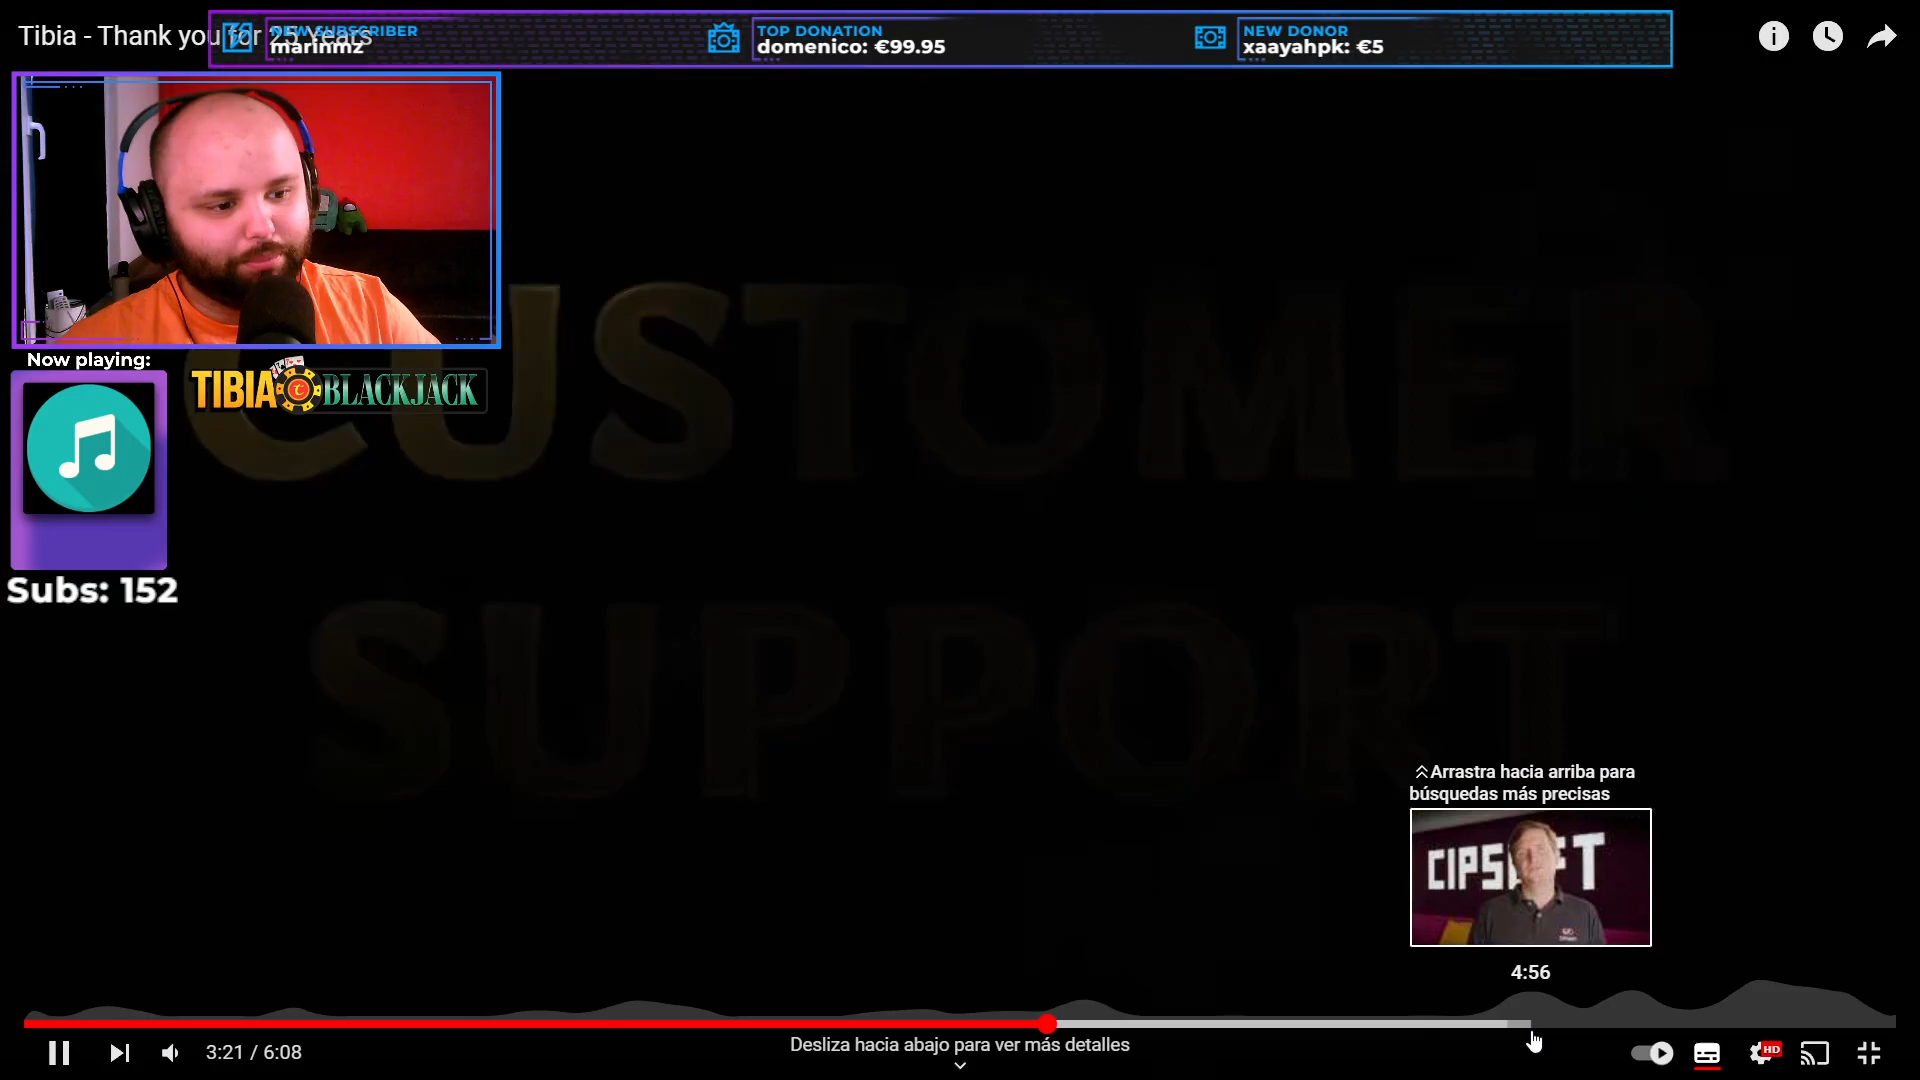 Tibia - Thank you for 25 Years
NEW SUBSCRIBER
marinmz
TOP DONATION
domenico: €99.95
NEW DONOR
xaayahpk: €5
Now playing:
TIBIA BLACKJACK
Subs: 152
CUSTOMER
SUPPORT
Arrastra hacia arriba para
búsquedas más precisas
CIPSOFT
4:56
3:21 / 6:08
Desliza hacia abajo para ver más detalles
HD